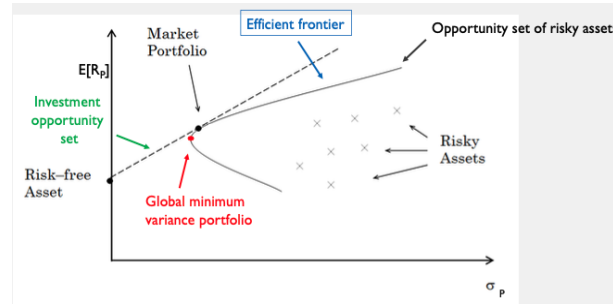 Efficient frontier
Opportunity set of risky asset
Market
Portfolio
E[R_P]
Investment
opportunity
set
Risky
Assets
Risk–free
Asset
Global minimum
variance portfolio
σ P